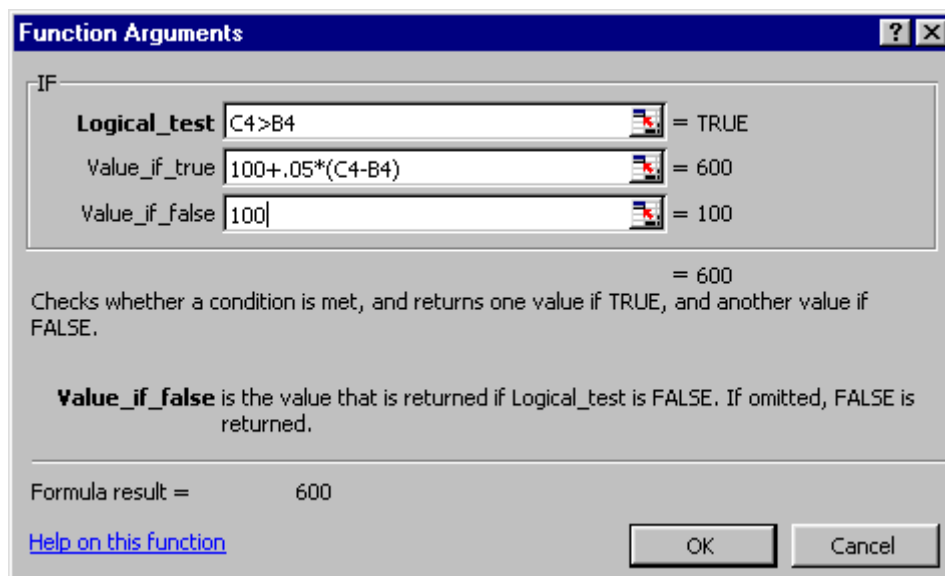 Function Arguments
IF
Logical_test C4>B4 = TRUE
Value_if_true 100+.05*(C4-B4) = 600
Value_if_false 100 = 100
= 600
Checks whether a condition is met, and returns one value if TRUE, and another value if
FALSE.
Value_if_false is the value that is returned if Logical_test is FALSE. If omitted, FALSE is
returned.
Formula result = 600
Help on this function OK Cancel